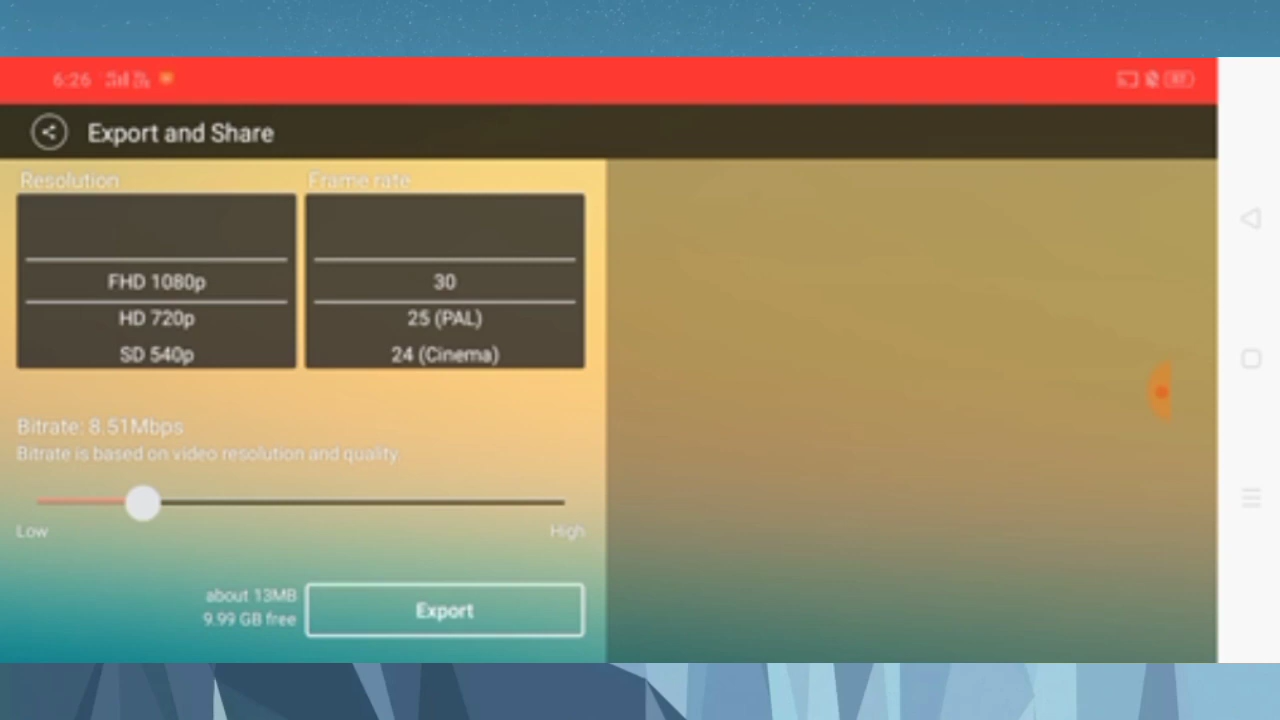 6:26
Export and Share
Resolution
Frame rate
FHD 1080p
30
HD 720p
25 (PAL)
SD 540p
24 (Cinema)
Bitrate: 8.51Mbps
Bitrate is based on video resolution and quality.
Low
High
about 13MB
9.99 GB free
Export